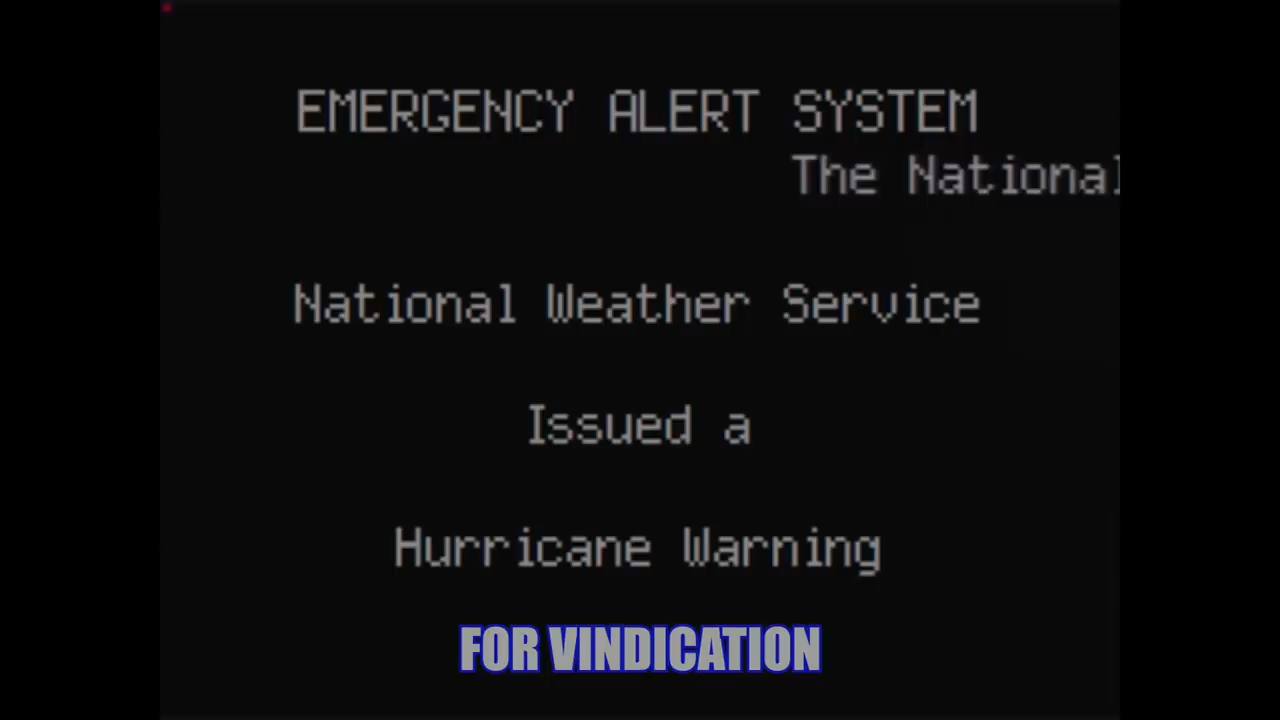 EMERGENCY ALERT SYSTEM
The National
National Weather Service
Issued a
Hurricane Warning
FOR VINDICATION